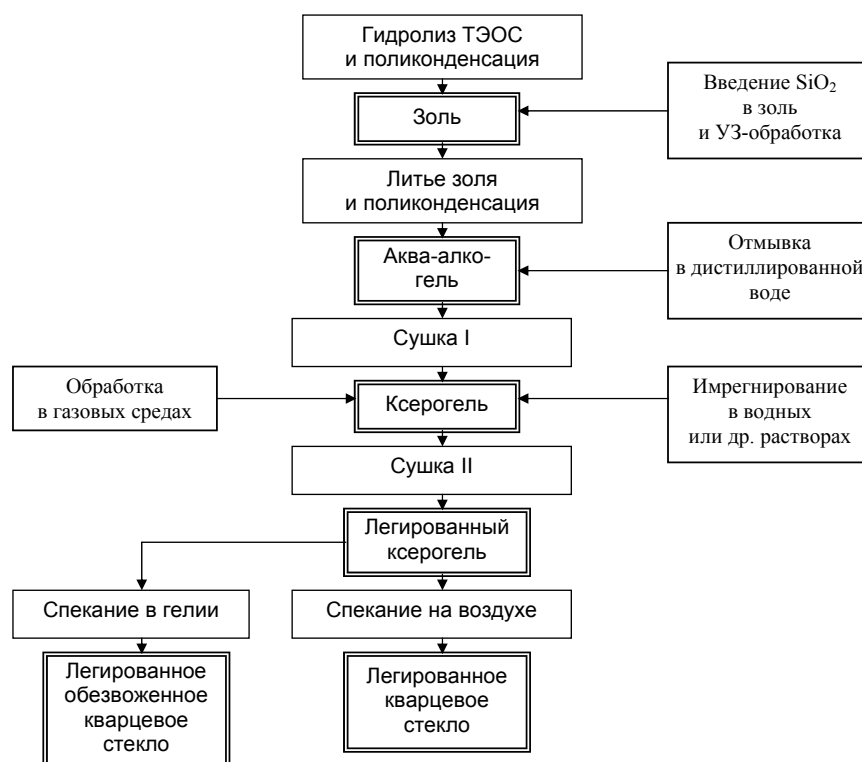 Гидролиз ТЭОС
и поликонденсация
Введение SiO₂
в золь
и УЗ-обработка
Золь
Литье золя
и поликонденсация
Отмывка
в дистиллированной
воде
Аква-алко-
гель
Сушка I
Обработка
в газовых средах
Ксерогель
Имрегнирование
в водных
или др. растворах
Сушка II
Легированный
ксерогель
Спекание в гелии
Спекание на воздухе
Легированное
обезвоженное
кварцевое
стекло
Легированное
кварцевое
стекло